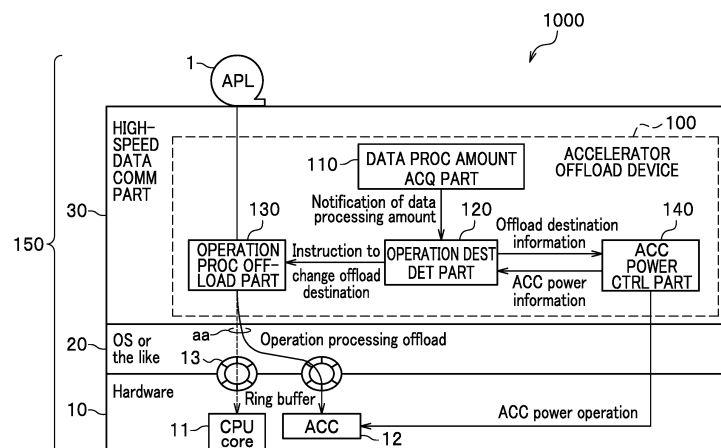 1000
1
APL
150
30
HIGH-
SPEED
DATA
COMM
PART
100
ACCELERATOR
OFFLOAD DEVICE
110
DATA PROC AMOUNT
ACQ PART
Notification of data
processing amount
130
OPERATION
PROC OFF-
LOAD PART
Instruction to
change offload
destination
120
OPERATION DEST
DET PART
Offload destination
information
ACC power
information
140
ACC
POWER
CTRL PART
20
OS or
the like
aa
Operation processing offload
13
10
Hardware
Ring buffer
11
CPU
core
ACC
12
ACC power operation